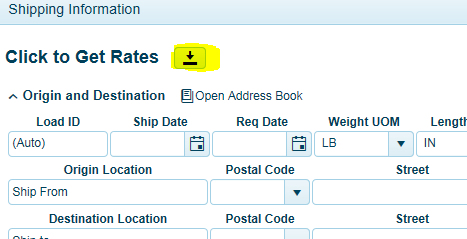 Shipping Information
Click to Get Rates
Origin and Destination Open Address Book
Load ID Ship Date Req Date Weight UOM Length
(Auto) LB IN
Origin Location Postal Code Street
Ship From
Destination Location Postal Code Street
Ship to